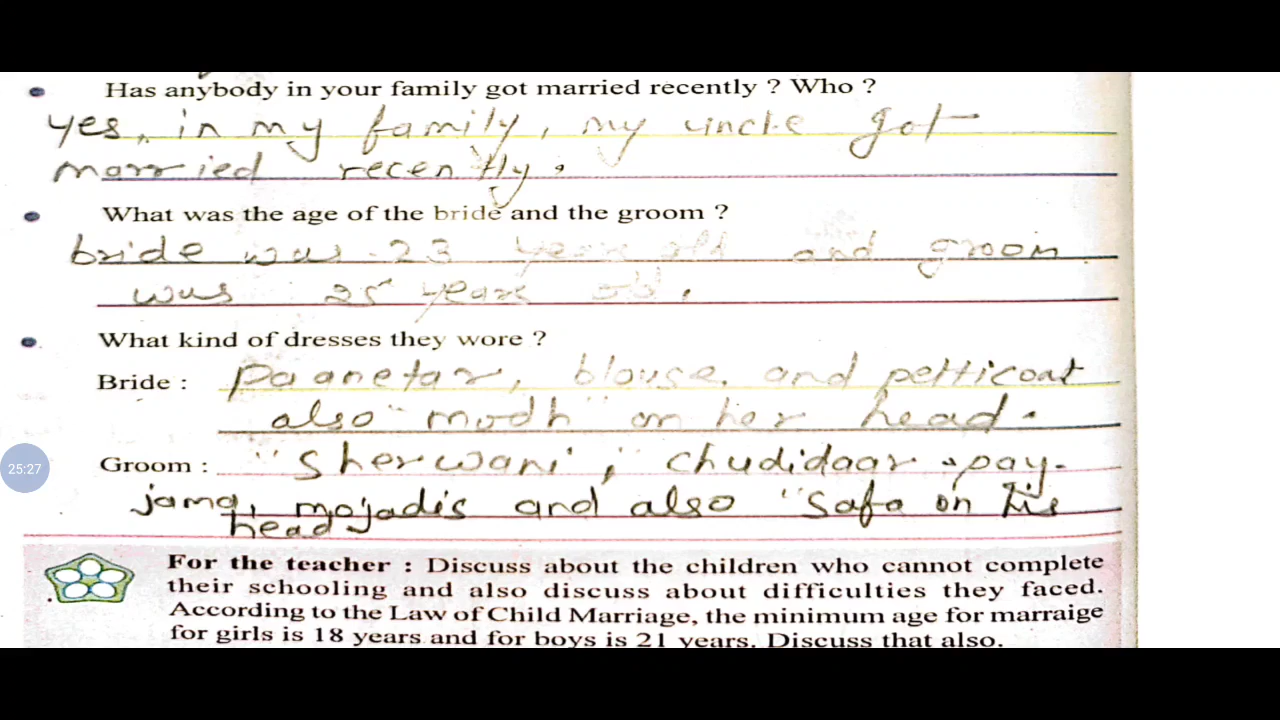 Has anybody in your family got married recently ? Who ?
yes, in my family, my uncle got
married recently.
What was the age of the bride and the groom ?
bride was 23 years old and groom
was 25 years old.
What kind of dresses they wore ?
Bride : Paanetar, blouse, and petticoat
also "modh" on her head.
Groom : "Sherwani", chudidaar pay-
jama, mojadis and also "Safa on his
head
25:27
For the teacher : Discuss about the children who cannot complete
their schooling and also discuss about difficulties they faced.
According to the Law of Child Marriage, the minimum age for marraige
for girls is 18 years and for boys is 21 years. Discuss that also.